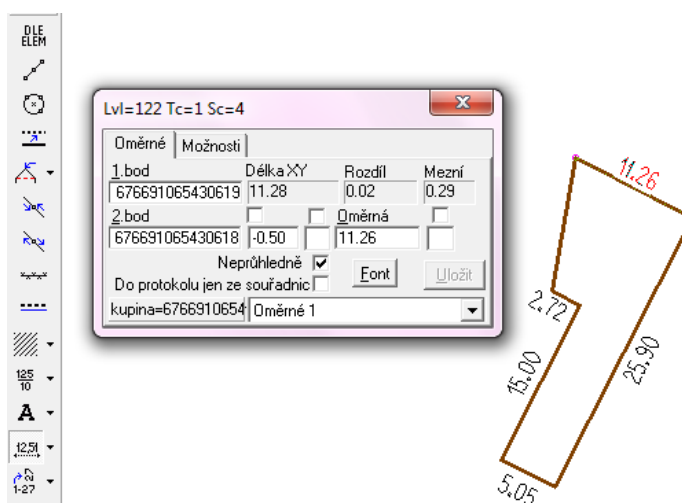 DLE
ELEM
125
10
A
12,51
1-27
Lvl=122 Tc=1 Sc=4
Oměrné Možnosti
1.bod Délka XY Rozdíl Mezní
676691065430619 11.28 0.02 0.29
2.bod Oměrná
676691065430618 -0.50 11.26
Neprůhledně
Do protokolu jen ze souřadnic
Font Uložit
kupina=6766910654 Oměrné 1
11.26
2.72
15.00
25.90
5.05